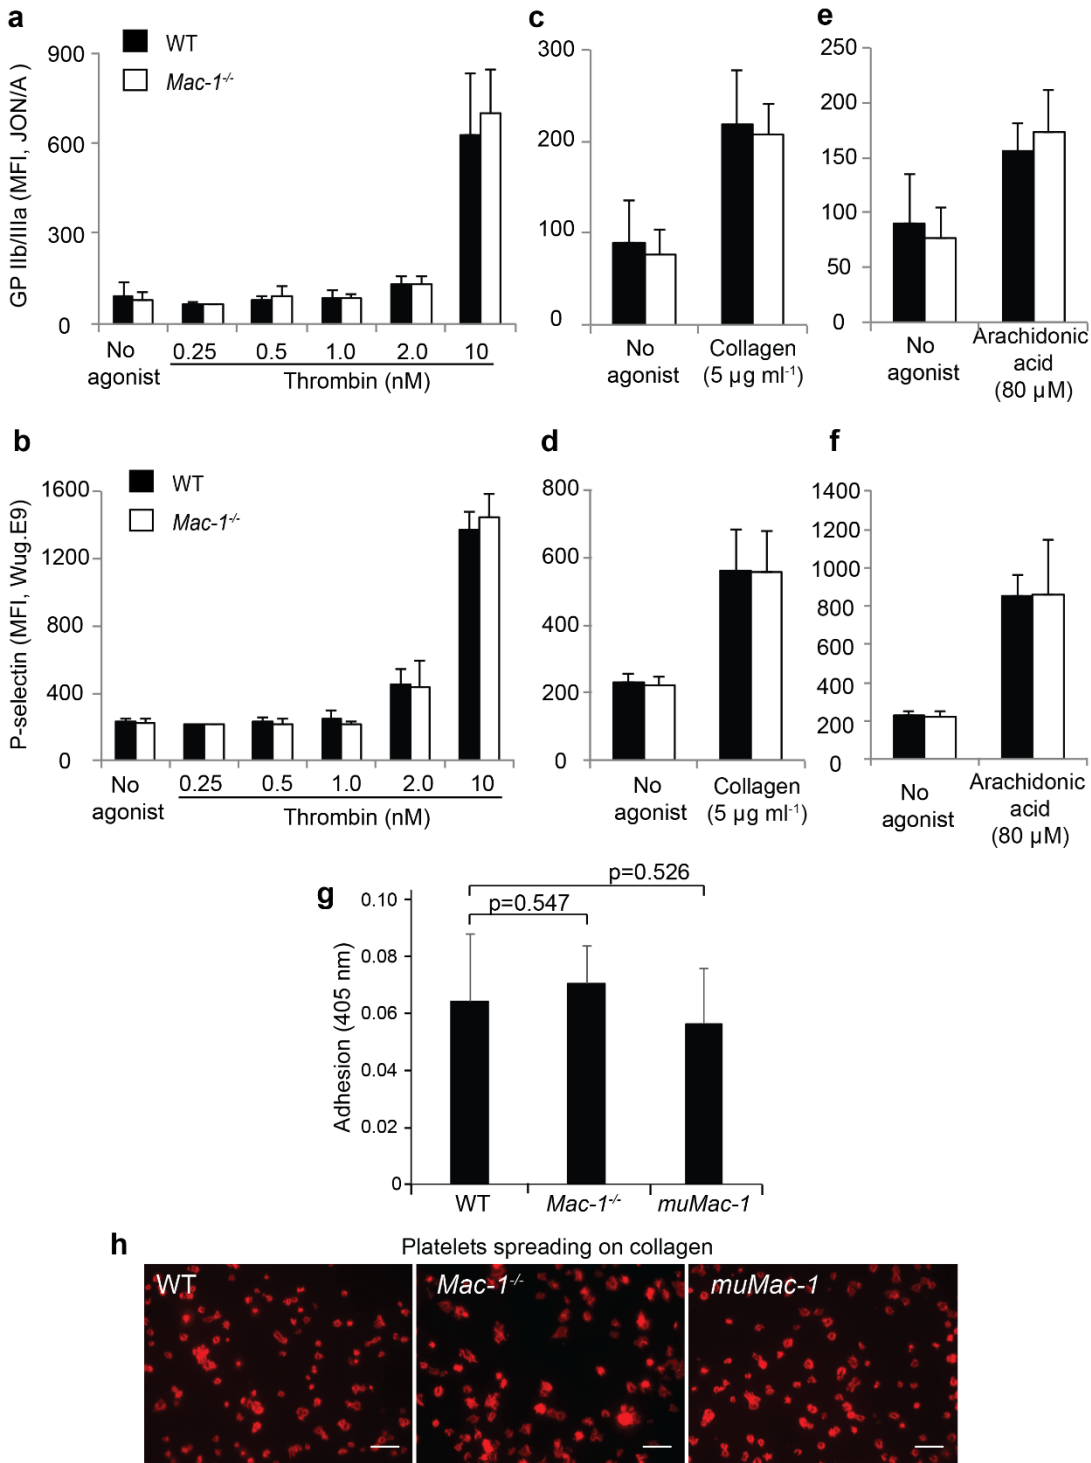 a
WT
Mac-1-/-
GP IIb/IIIa (MFI, JON/A )
900
600
300
0
No agonist
0.25 0.5 1.0 2.0 10
Thrombin (nM)
c
300
200
100
0
No agonist
Collagen
(5 µg ml-1)
e
250
200
150
100
50
0
No agonist
Arachidonic
acid
(80 µM)
b
WT
Mac-1-/-
P-selectin (MFI, Wug.E9)
1600
1200
800
400
0
No agonist
0.25 0.5 1.0 2.0 10
Thrombin (nM)
d
800
600
400
200
0
No agonist
Collagen
(5 µg ml-1)
f
1400
1200
1000
800
600
400
200
0
No agonist
Arachidonic
acid
(80 µM)
g
p=0.526
p=0.547
Adhesion (405 nm)
0.10
0.08
0.06
0.04
0.02
0
WT Mac-1-/- muMac-1
h
Platelets spreading on collagen
WT Mac-1-/- muMac-1